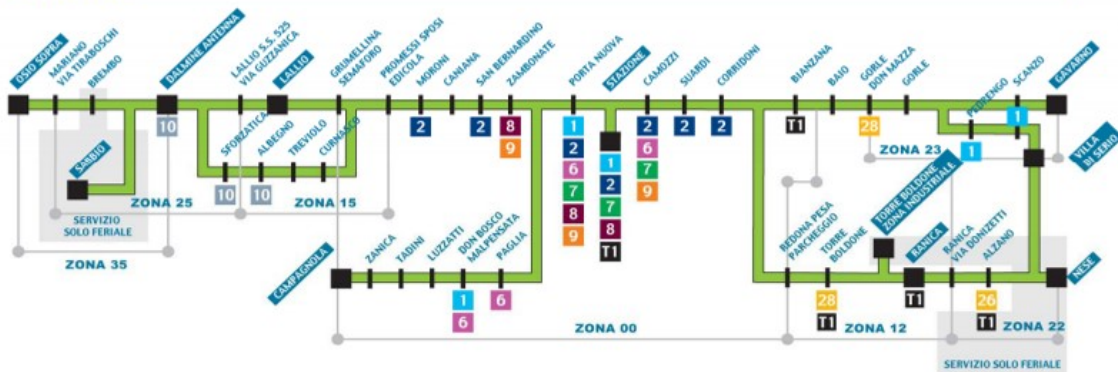 OSIO SOPRA
MARIANO
VIA TIRABOSCHI
BREMBO
DALMINE ANTENNA
LALLIO S.S. 525
VIA GUZZANICA
LALLIO
GRUMELLINA
SEMAFORO
PROMESSI SPOSI
EDICOLA
MORONI
CANIANA
SAN BERNARDINO
ZAMBONATE
PORTA NUOVA
STAZIONE
CAMOZZI
SUARDI
CORRIDONI
BIANZANA
BAIO
GORLE
DON MAZZA
GORLE
PEDRENGO
SCANZO
GAVARNO
10
2
2
8
9
1
2
6
7
8
9
1
2
7
8
T1
2
6
7
9
2
2
T1
28
1
1
SFORZATICA
ALBEGNO
TREVIOLO
CURNASCO
10
10
SARBIO
SERVIZIO
SOLO FERIALE
ZONA 25
ZONA 15
ZONA 35
ZONA 23
VILLA
DI SERIO
CAMPAGNOLA
ZANICA
TADINI
LUZZATTI
DON BOSCO
MALPENSATA
PAGLIA
1
6
6
REDONA PESA
PARCHEGGIO
TORRE
BOLDONE
TORRE BOLDONE
ZONA INDUSTRIALE
RANICA
RANICA
VIA DONIZETTI
ALZANO
NESE
28
T1
T1
26
T1
ZONA 00
ZONA 12
ZONA 22
SERVIZIO SOLO FERIALE